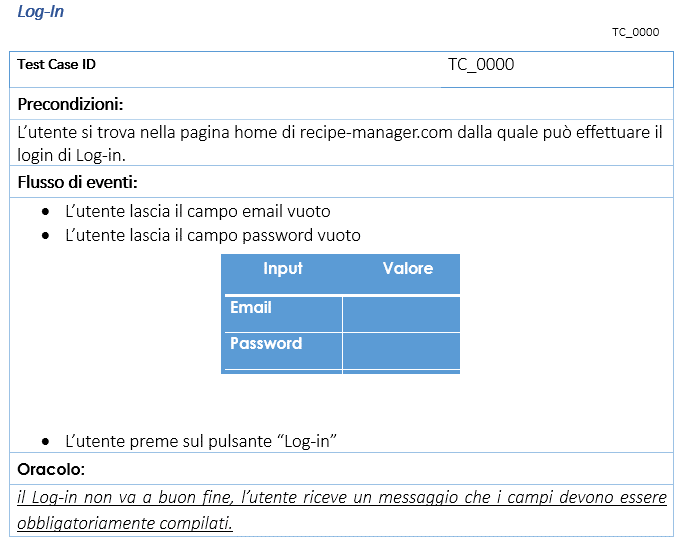 Log-In
TC_0000
Test Case ID TC_0000
Precondizioni:
L’utente si trova nella pagina home di recipe-manager.com dalla quale può effettuare il
login di Log-in.
Flusso di eventi:
• L’utente lascia il campo email vuoto
• L’utente lascia il campo password vuoto
Input Valore
Email
Password
• L’utente preme sul pulsante “Log-in”
Oracolo:
il Log-in non va a buon fine, l’utente riceve un messaggio che i campi devono essere
obbligatoriamente compilati.